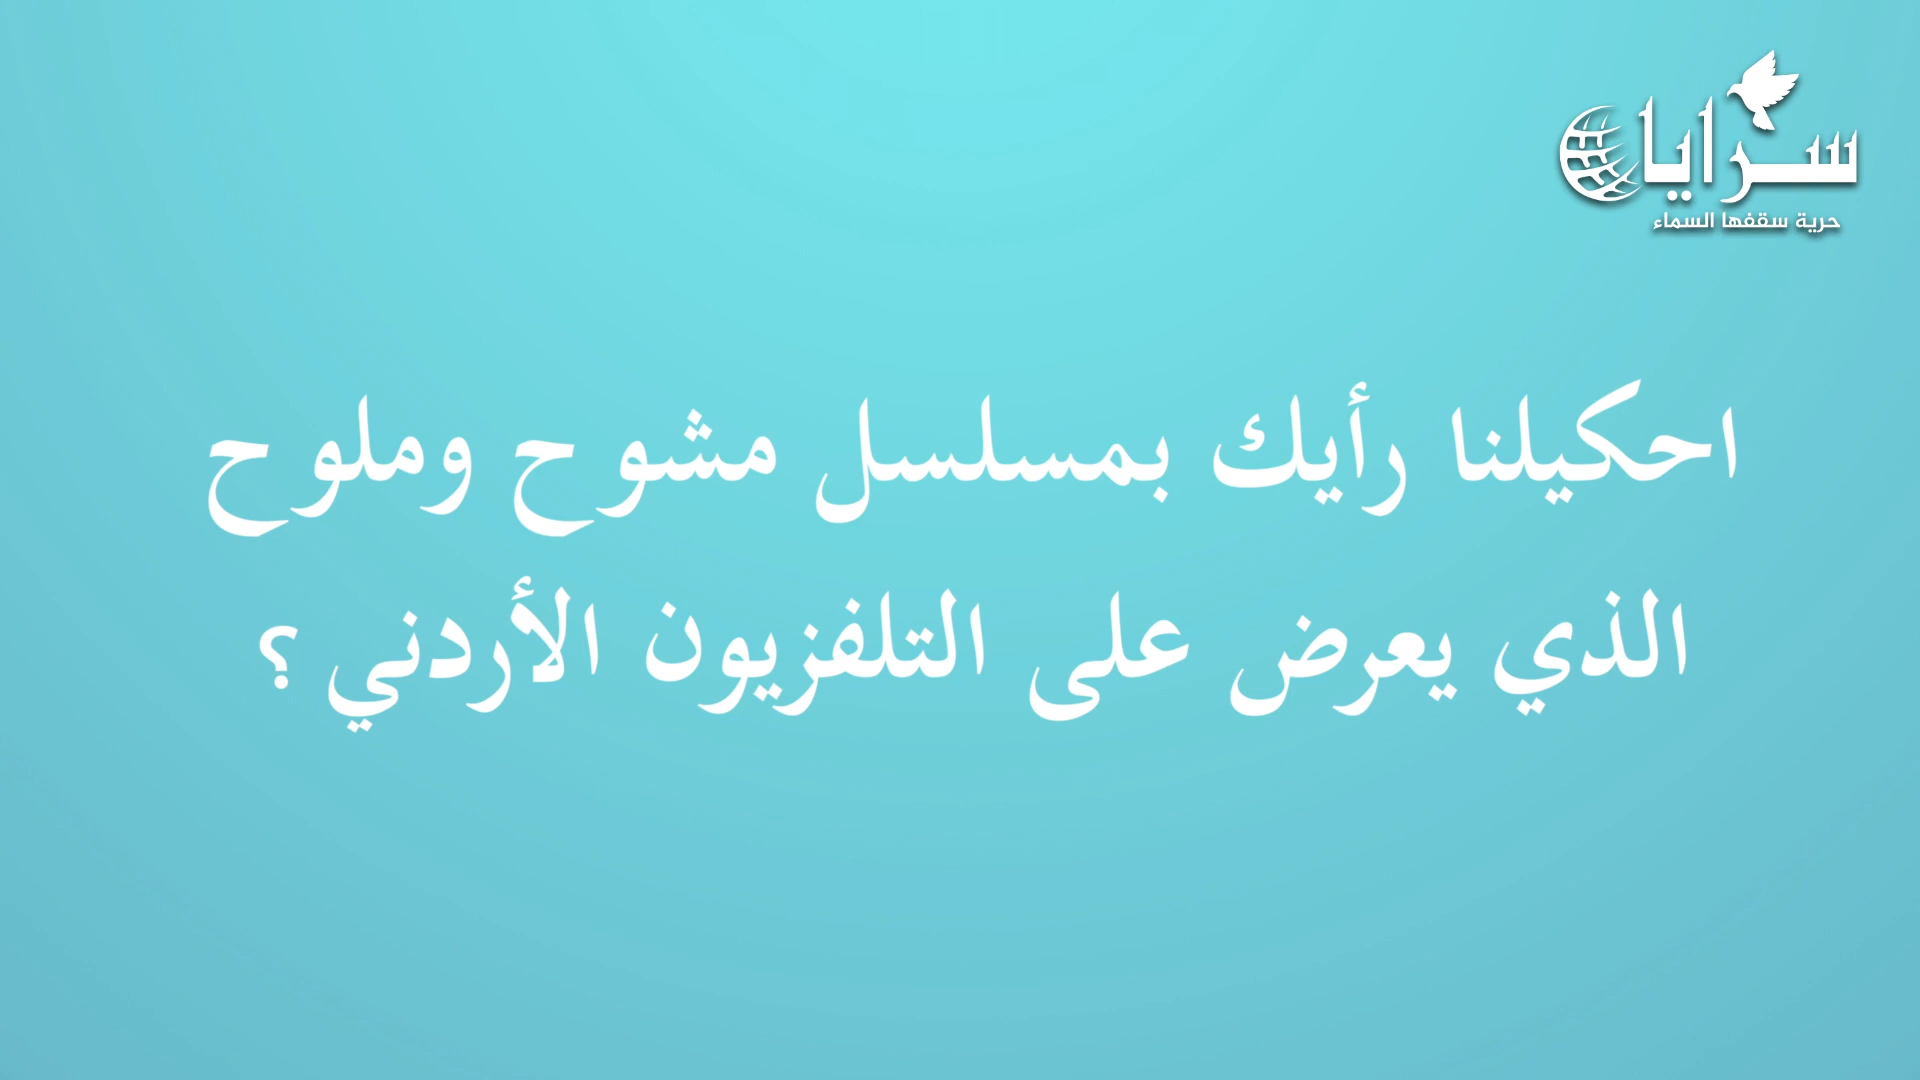 سرايا
حرية سقفها السماء
احكيلنا رأيك بمسلسل مشوح وملوح
الذي يعرض على التلفزيون الأردني ؟